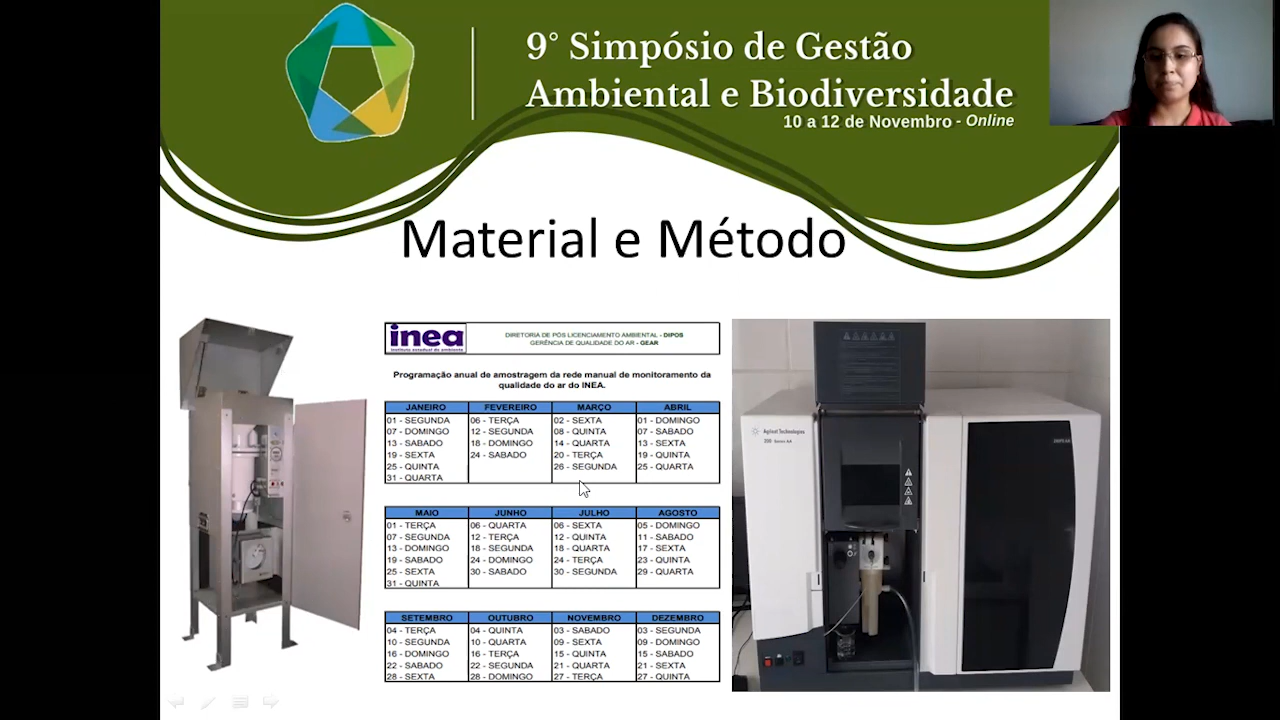 9° Simpósio de Gestão
Ambiental e Biodiversidade
10 a 12 de Novembro - Online
Material e Método
inea
instituto estadual do ambiente
DIRETORIA DE PÓS LICENCIAMENTO AMBIENTAL - DIPOS
GERÊNCIA DE QUALIDADE DO AR - GEAR
Programação anual de amostragem da rede manual de monitoramento da
qualidade do ar do INEA.
JANEIRO FEVEREIRO MARÇO ABRIL
01 - SEGUNDA 06 - TERÇA 02 - SEXTA 01 - DOMINGO
07 - DOMINGO 12 - SEGUNDA 08 - QUINTA 07 - SABADO
13 - SABADO 18 - DOMINGO 14 - QUARTA 13 - SEXTA
19 - SEXTA 24 - SABADO 20 - TERÇA 19 - QUINTA
25 - QUINTA 26 - SEGUNDA 25 - QUARTA
31 - QUARTA
MAIO JUNHO JULHO AGOSTO
01 - TERÇA 06 - QUARTA 06 - SEXTA 05 - DOMINGO
07 - SEGUNDA 12 - TERÇA 12 - QUINTA 11 - SABADO
13 - DOMINGO 18 - SEGUNDA 18 - QUARTA 17 - SEXTA
19 - SABADO 24 - DOMINGO 24 - TERÇA 23 - QUINTA
25 - SEXTA 30 - SABADO 30 - SEGUNDA 29 - QUARTA
31 - QUINTA
SETEMBRO OUTUBRO NOVEMBRO DEZEMBRO
04 - TERÇA 04 - QUINTA 03 - SABADO 03 - SEGUNDA
10 - SEGUNDA 10 - QUARTA 09 - SEXTA 09 - DOMINGO
16 - DOMINGO 16 - TERÇA 15 - QUINTA 15 - SABADO
22 - SABADO 22 - SEGUNDA 21 - QUARTA 21 - SEXTA
28 - SEXTA 28 - DOMINGO 27 - TERÇA 27 - QUINTA
Agilent Technologies